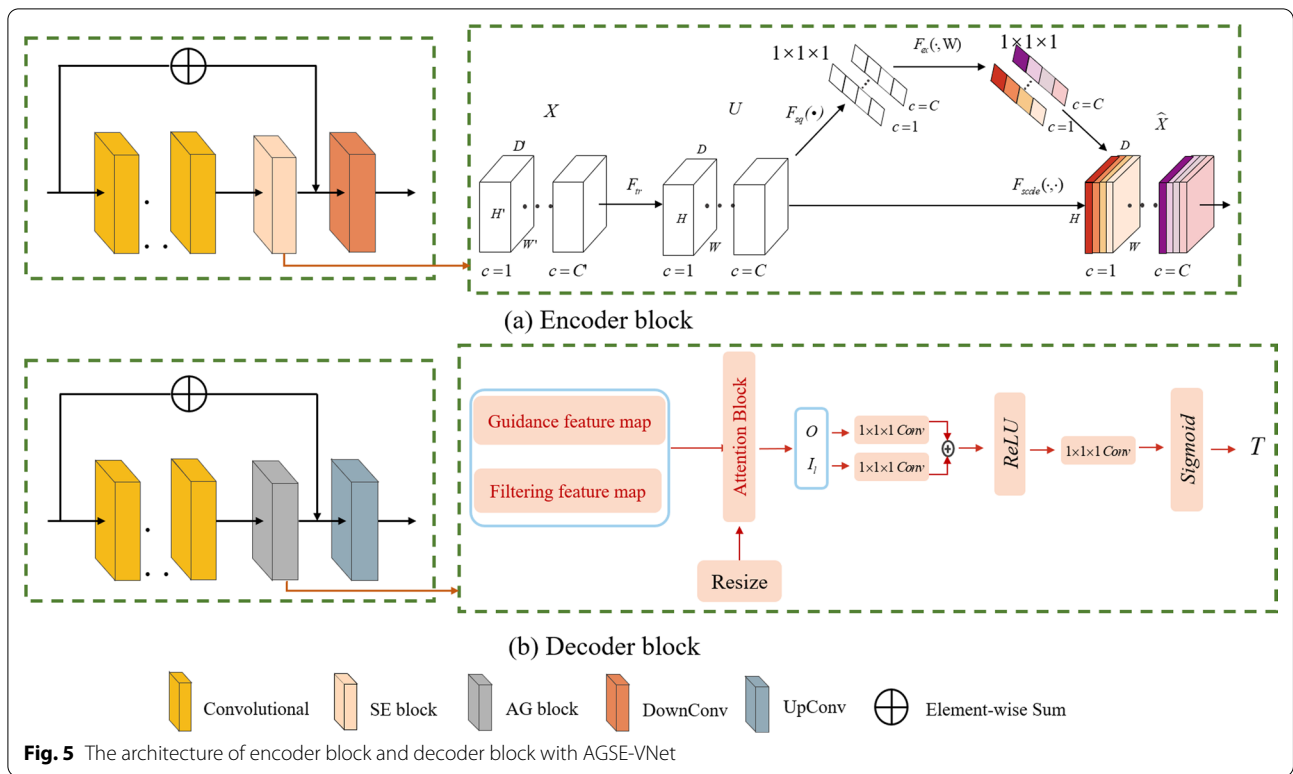 1×1×1
F_ex(·,W)
1×1×1
X
U
F_sq(•)
c=C
c=1
c=C
c=1
X̂
D'
D
D
F_tr
F_scale(·,·)
H'
H
H
W'
W
W
c=1
c=C'
c=1
c=C
c=1
c=C
(a) Encoder block
Guidance feature map
Filtering feature map
Attention Block
Resize
O
I_l
1×1×1 Conv
1×1×1 Conv
ReLU
1×1×1 Conv
Sigmoid
T
(b) Decoder block
Convolutional
SE block
AG block
DownConv
UpConv
Element-wise Sum
Fig. 5 The architecture of encoder block and decoder block with AGSE-VNet